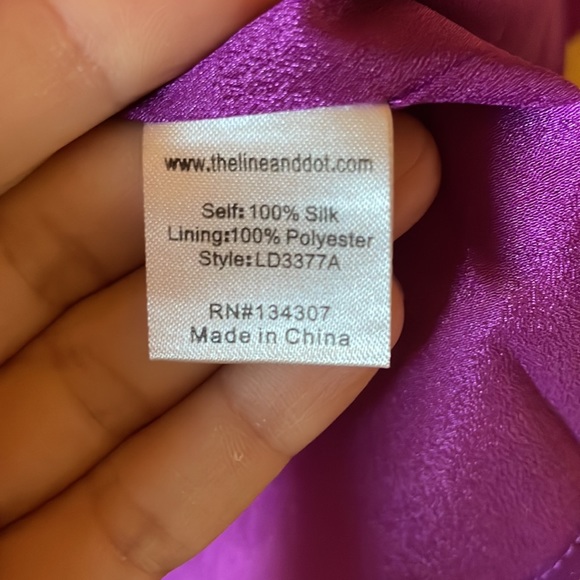 www.thelineanddot.com
Self: 100% Silk
Lining:100% Polyester
Style:LD3377A
RN#134307
Made in China